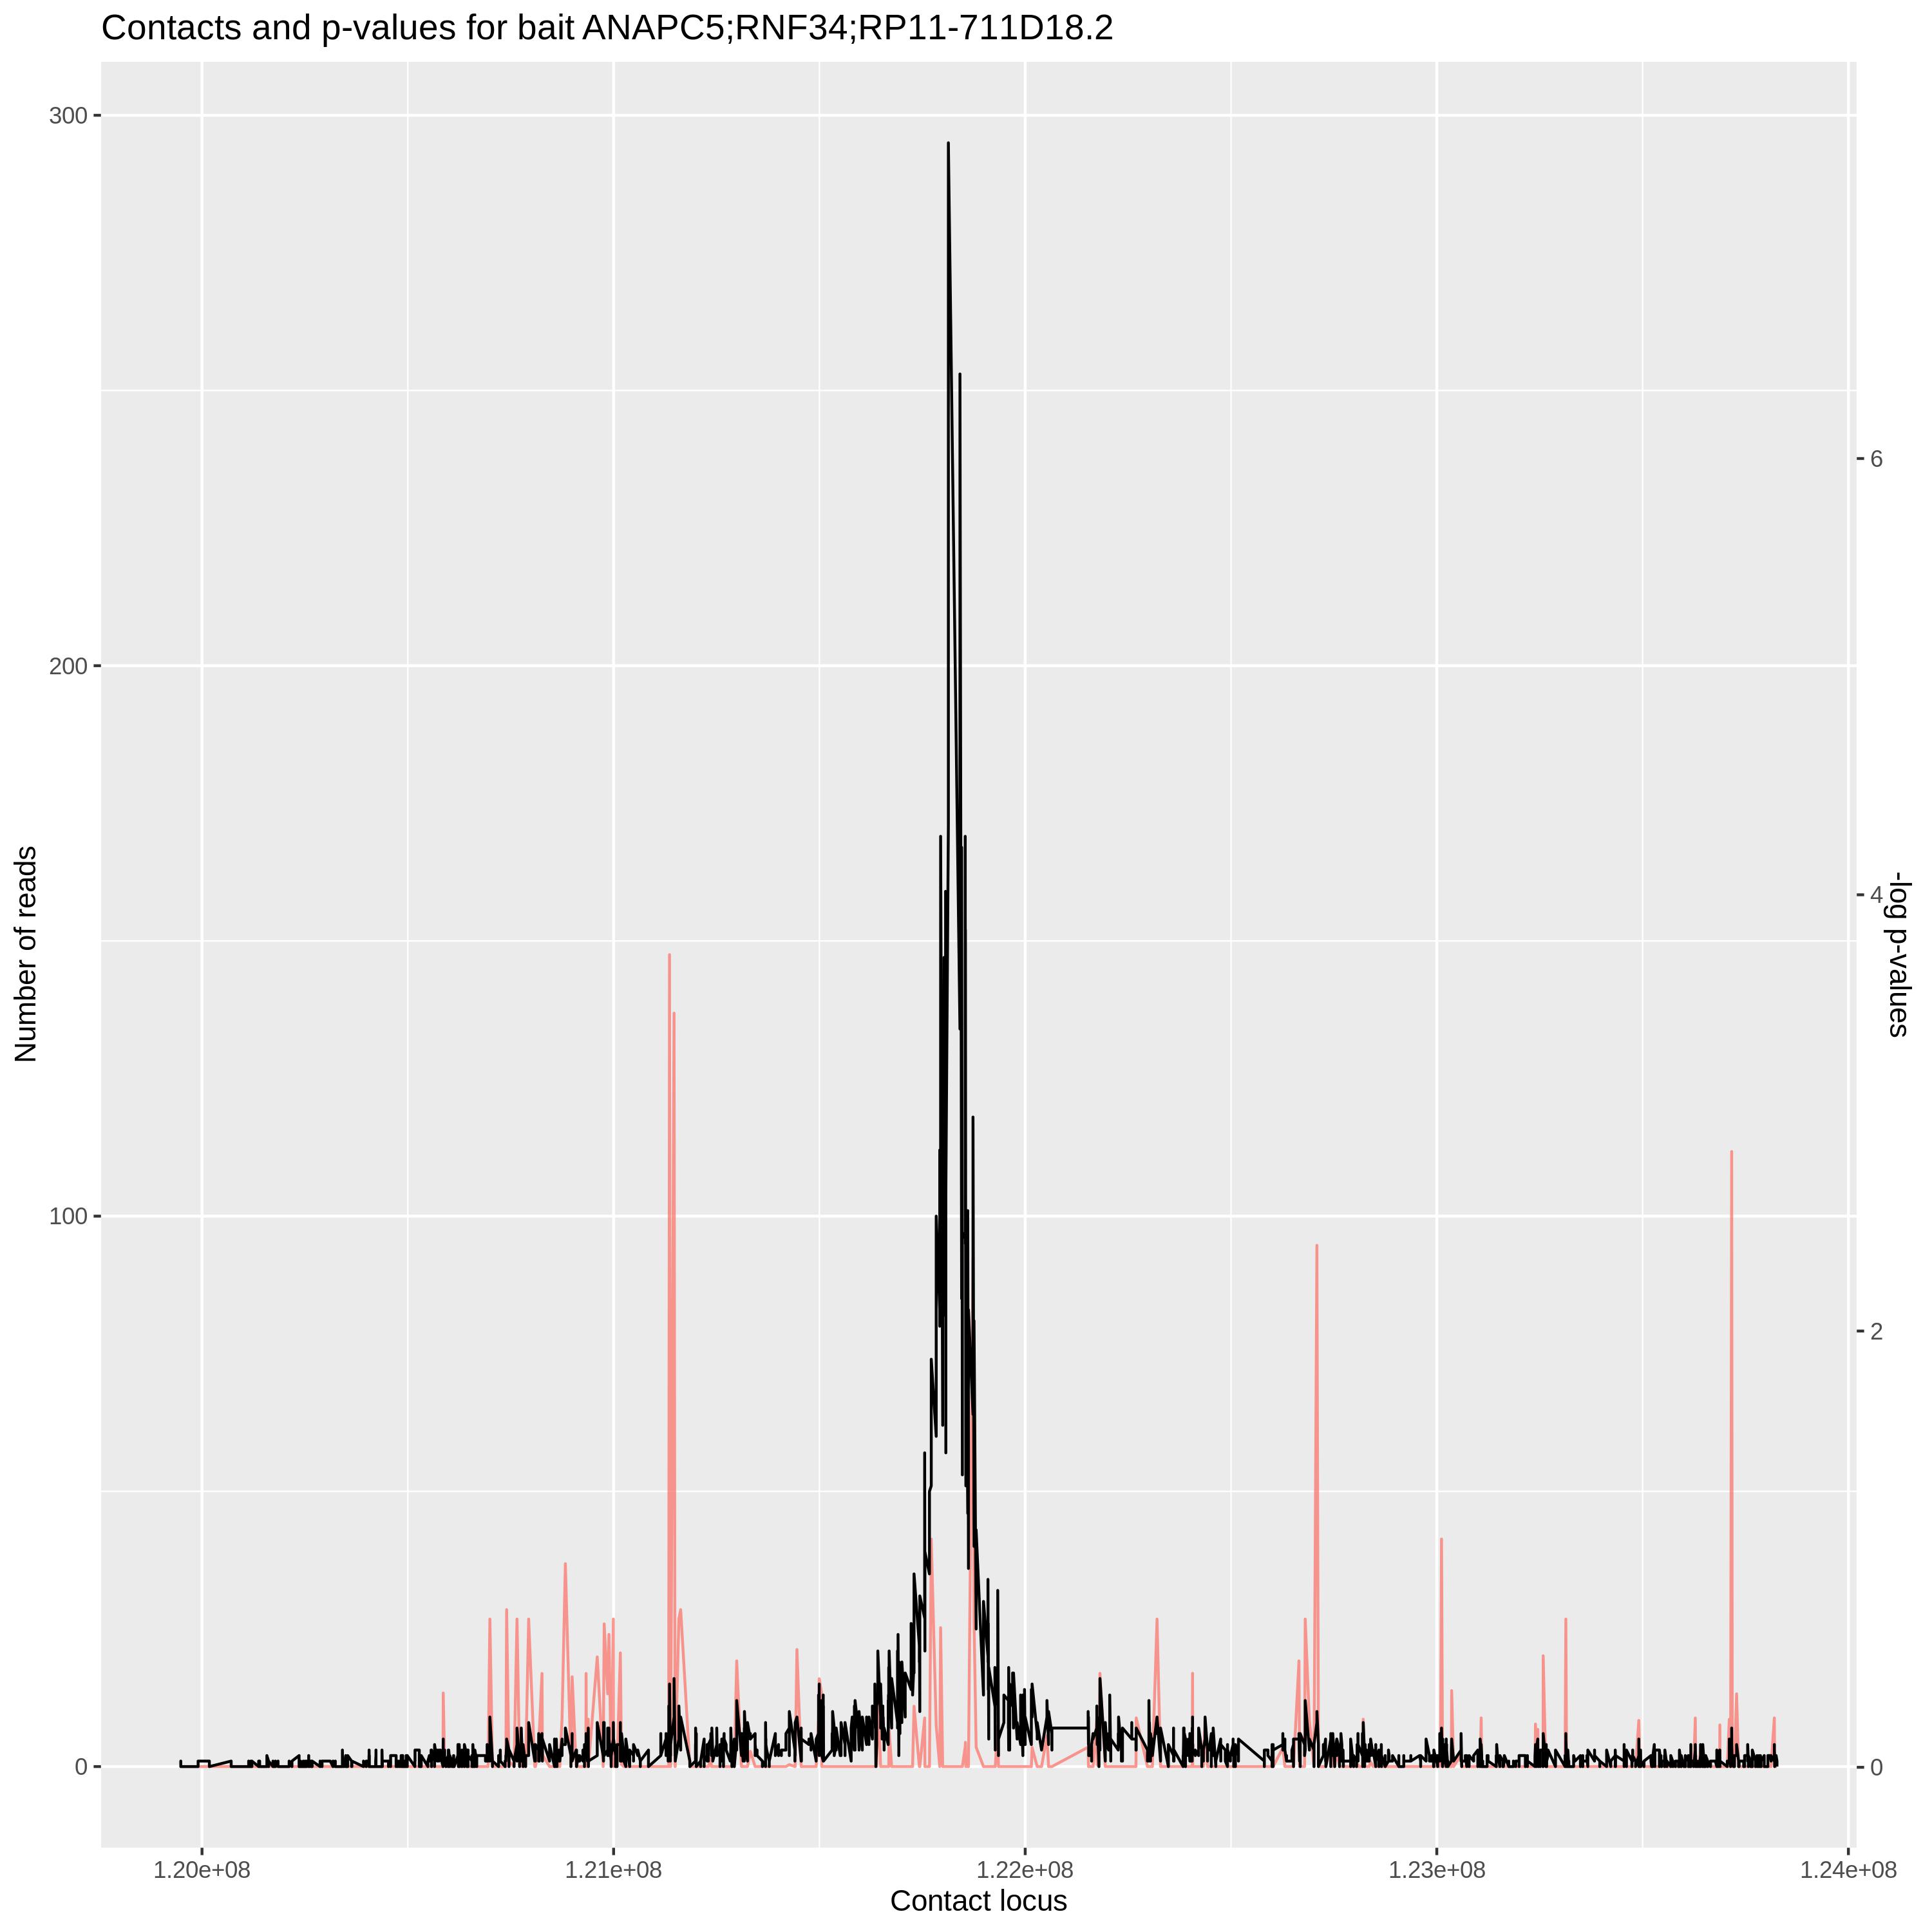 Contacts and p-values for bait ANAPC5;RNF34;RP11-711D18.2
300
200
100
0
Number of reads
6
4
2
0
-log p-values
1.20e+08 1.21e+08 1.22e+08 1.23e+08 1.24e+08
Contact locus